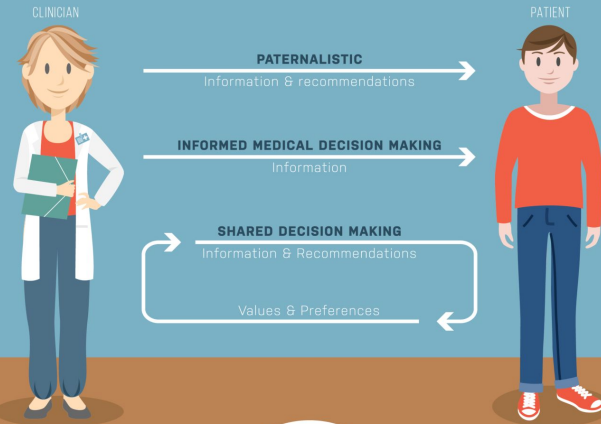 CLINICIAN
PATIENT
PATERNALISTIC
Information & recommendations
INFORMED MEDICAL DECISION MAKING
Information
SHARED DECISION MAKING
Information & Recommendations
Values & Preferences